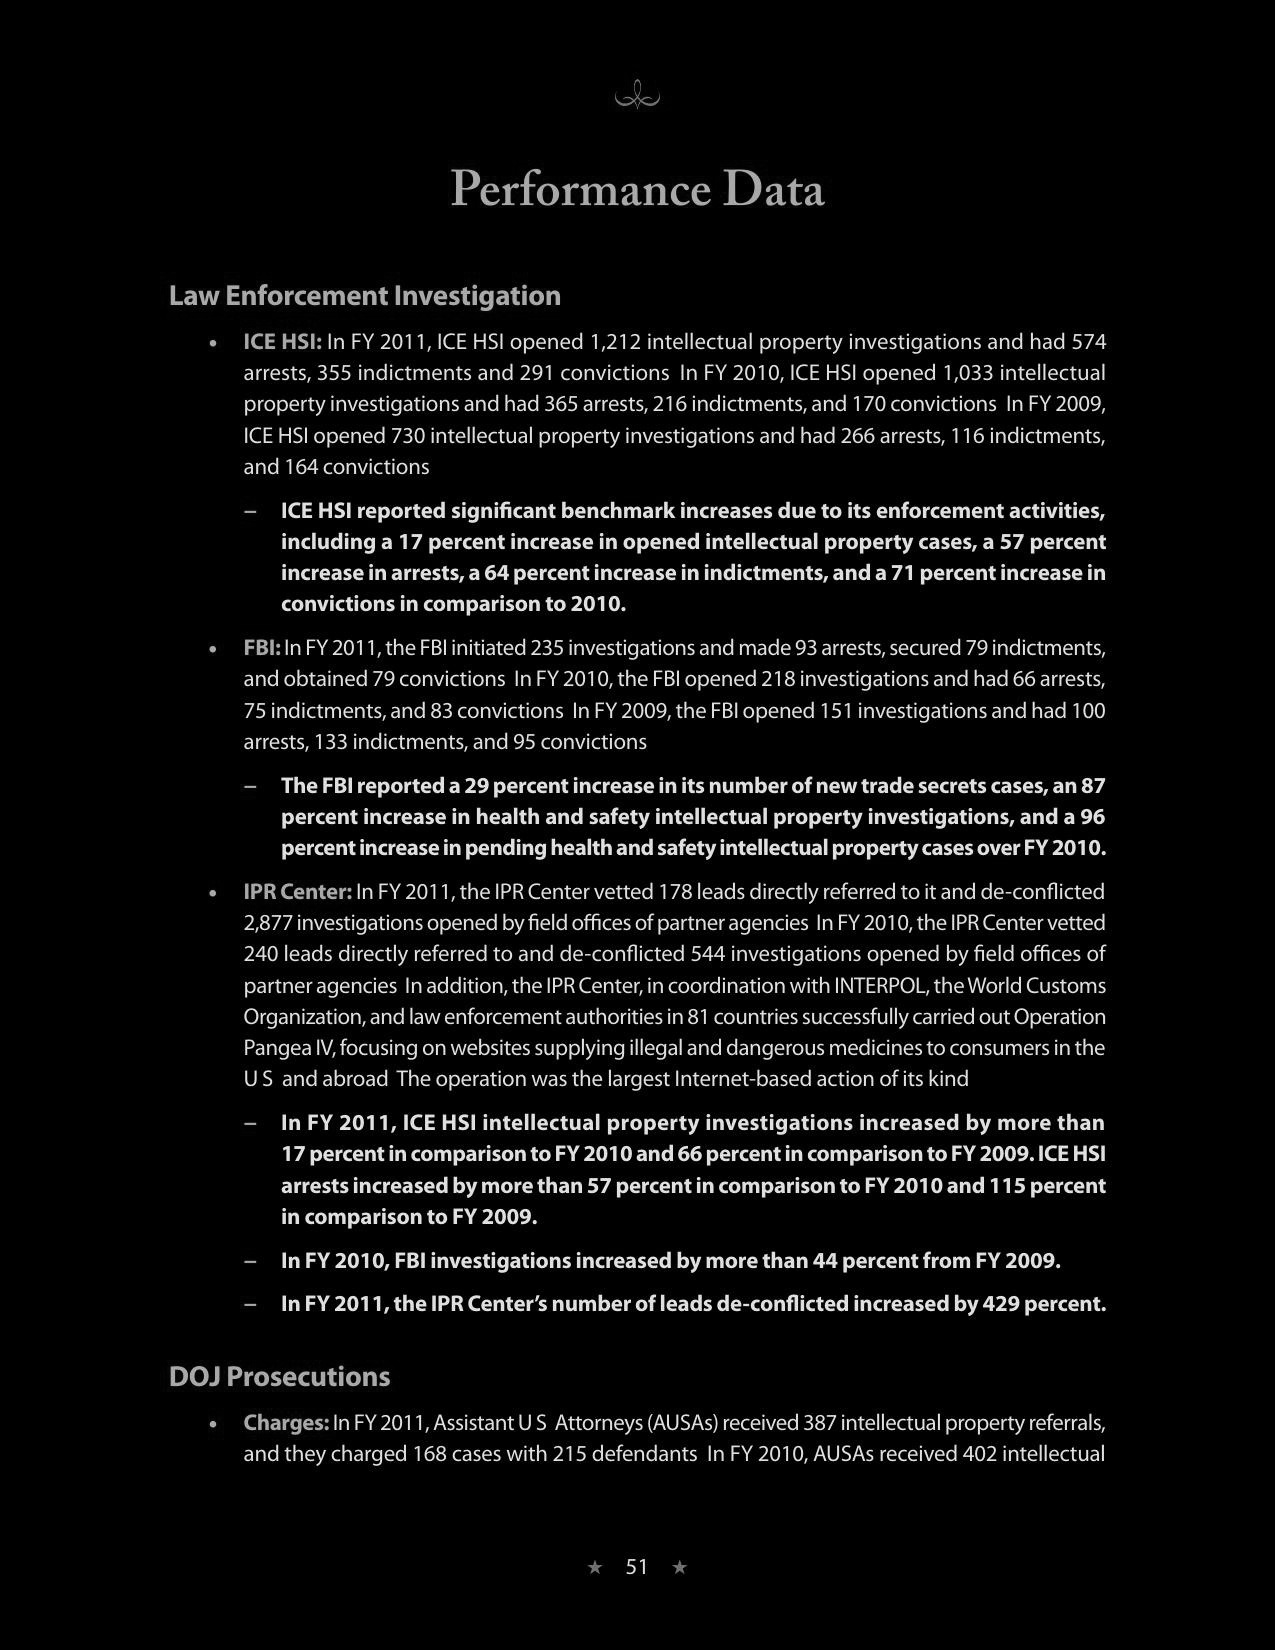 Performance Data
Law Enforcement Investigation
• ICE HSI: In FY 2011, ICE HSI opened 1,212 intellectual property investigations and had 574
arrests, 355 indictments and 291 convictions In FY 2010, ICE HSI opened 1,033 intellectual
property investigations and had 365 arrests, 216 indictments, and 170 convictions In FY 2009,
ICE HSI opened 730 intellectual property investigations and had 266 arrests, 116 indictments,
and 164 convictions
– ICE HSI reported significant benchmark increases due to its enforcement activities,
including a 17 percent increase in opened intellectual property cases, a 57 percent
increase in arrests, a 64 percent increase in indictments, and a 71 percent increase in
convictions in comparison to 2010.
• FBI: In FY 2011, the FBI initiated 235 investigations and made 93 arrests, secured 79 indictments,
and obtained 79 convictions In FY 2010, the FBI opened 218 investigations and had 66 arrests,
75 indictments, and 83 convictions In FY 2009, the FBI opened 151 investigations and had 100
arrests, 133 indictments, and 95 convictions
– The FBI reported a 29 percent increase in its number of new trade secrets cases, an 87
percent increase in health and safety intellectual property investigations, and a 96
percent increase in pending health and safety intellectual property cases over FY 2010.
• IPR Center: In FY 2011, the IPR Center vetted 178 leads directly referred to it and de-conflicted
2,877 investigations opened by field offices of partner agencies In FY 2010, the IPR Center vetted
240 leads directly referred to and de-conflicted 544 investigations opened by field offices of
partner agencies In addition, the IPR Center, in coordination with INTERPOL, the World Customs
Organization, and law enforcement authorities in 81 countries successfully carried out Operation
Pangea IV, focusing on websites supplying illegal and dangerous medicines to consumers in the
U S and abroad The operation was the largest Internet-based action of its kind
– In FY 2011, ICE HSI intellectual property investigations increased by more than
17 percent in comparison to FY 2010 and 66 percent in comparison to FY 2009. ICE HSI
arrests increased by more than 57 percent in comparison to FY 2010 and 115 percent
in comparison to FY 2009.
– In FY 2010, FBI investigations increased by more than 44 percent from FY 2009.
– In FY 2011, the IPR Center’s number of leads de-conflicted increased by 429 percent.
DOJ Prosecutions
• Charges: In FY 2011, Assistant U S Attorneys (AUSAs) received 387 intellectual property referrals,
and they charged 168 cases with 215 defendants In FY 2010, AUSAs received 402 intellectual
★ 51 ★